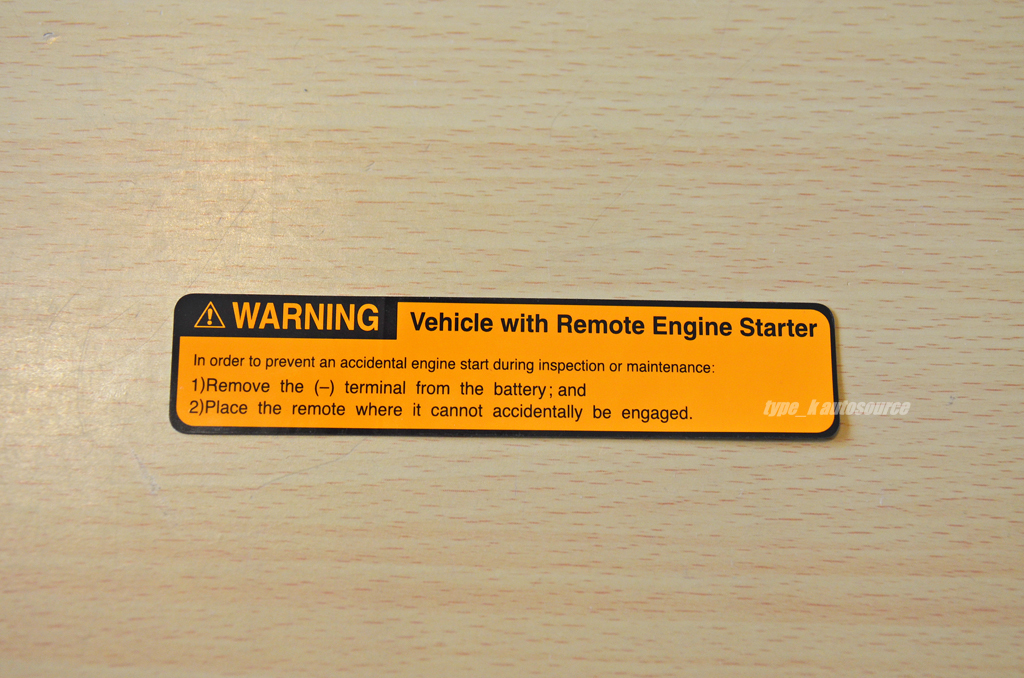 WARNING Vehicle with Remote Engine Starter
In order to prevent an accidental engine start during inspection or maintenance:
1)Remove the (–) terminal from the battery; and
2)Place the remote where it cannot accidentally be engaged.
type_k autosource